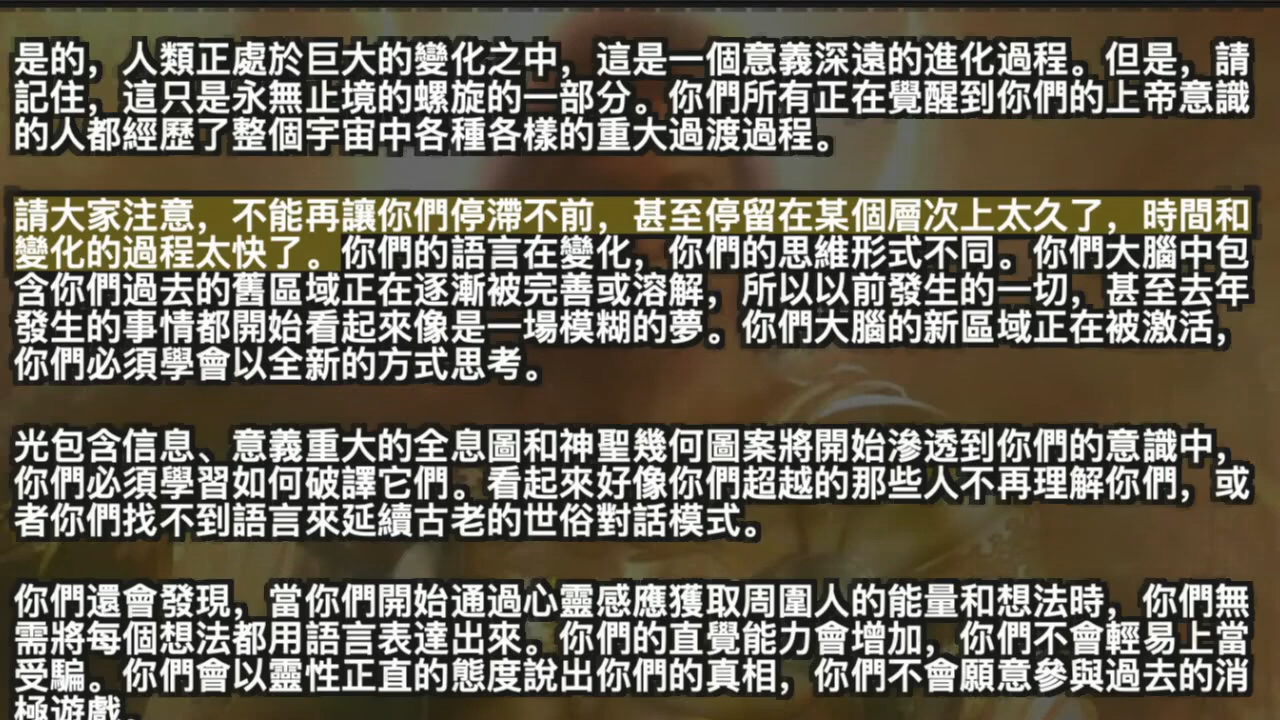 是的，人類正處於巨大的變化之中，這是一個意義深遠的進化過程。但是，請
記住，這只是永無止境的螺旋的一部分。你們所有正在覺醒到你們的上帝意識
的人都經歷了整個宇宙中各種各樣的重大過渡過程。
請大家注意，不能再讓你們停滯不前，甚至停留在某個層次上太久了，時間和
變化的過程太快了。你們的語言在變化，你們的思維形式不同。你們大腦中包
含你們過去的舊區域正在逐漸被完善或溶解，所以以前發生的一切，甚至去年
發生的事情都開始看起來像是一場模糊的夢。你們大腦的新區域正在被激活，
你們必須學會以全新的方式思考。
光包含信息、意義重大的全息圖和神聖幾何圖案將開始滲透到你們的意識中，
你們必須學習如何破譯它們。看起來好像你們超越的那些人不再理解你們，或
者你們找不到語言來延續古老的世俗對話模式。
你們還會發現，當你們開始通過心靈感應獲取周圍人的能量和想法時，你們無
需將每個想法都用語言表達出來。你們的直覺能力會增加，你們不會輕易上當
受騙。你們會以靈性正直的態度說出你們的真相，你們不會願意參與過去的消
極遊戲。